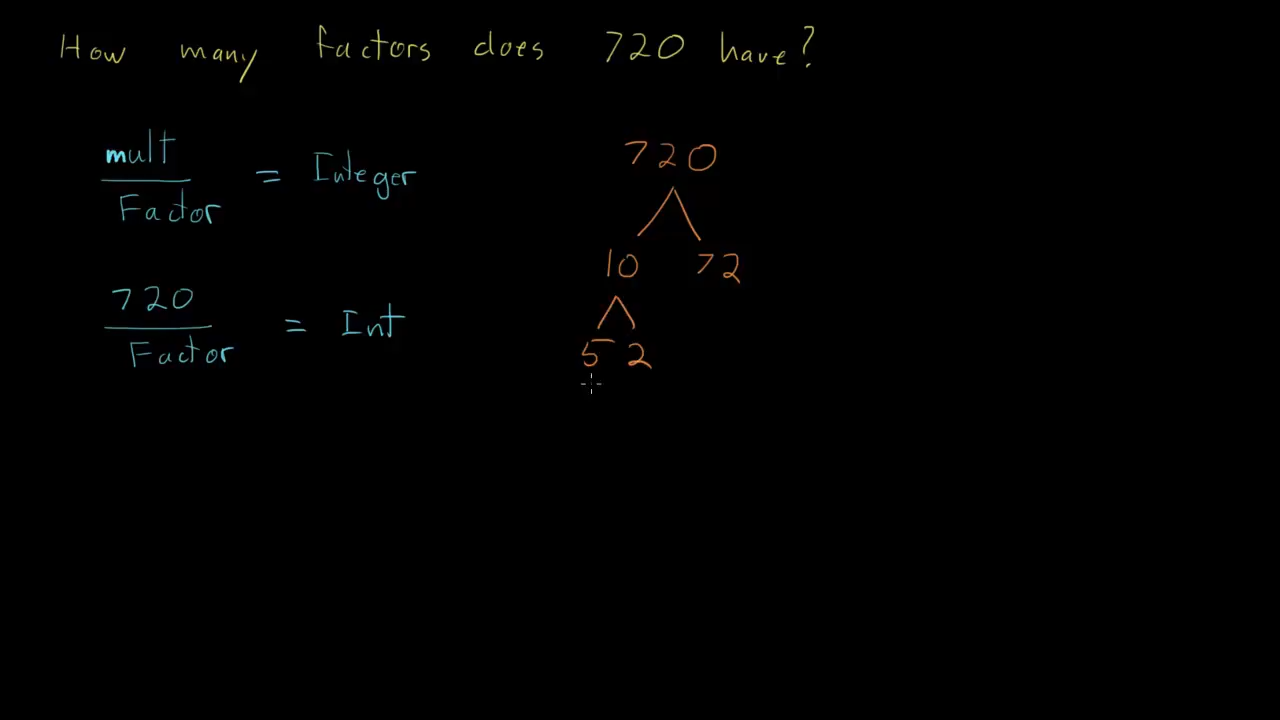 How many factors does 720 have?
mult
Factor
= Integer
720
Factor
= Int
720
10 72
5 2